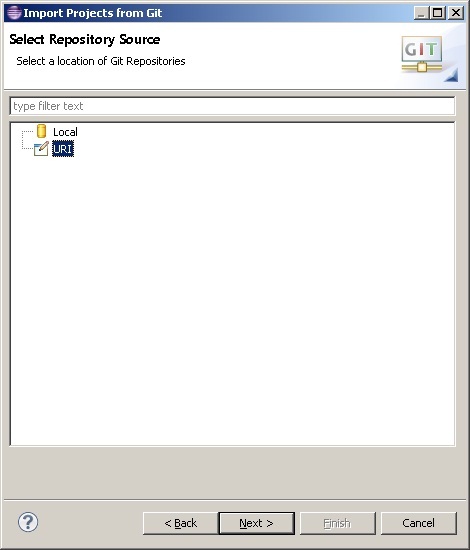 Import Projects from Git
Select Repository Source
Select a location of Git Repositories
GIT
type filter text
Local
URI
?
< Back
Next >
Finish
Cancel